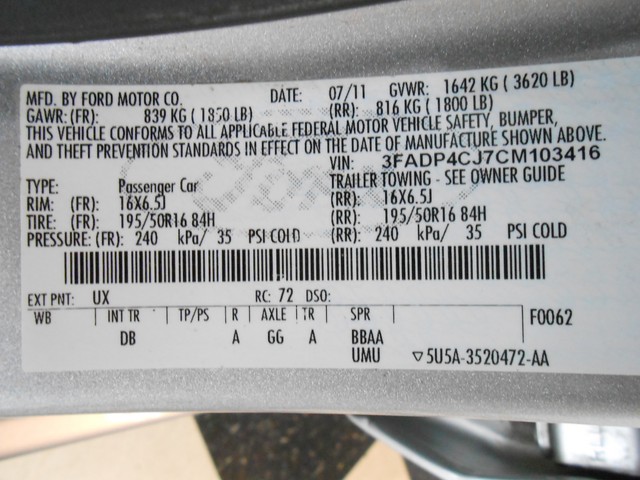 MFD. BY FORD MOTOR CO. DATE: 07/11 GVWR: 1642 KG ( 3620 LB)
GAWR: (FR): 839 KG ( 1850 LB) (RR): 816 KG ( 1800 LB)
THIS VEHICLE CONFORMS TO ALL APPLICABLE FEDERAL MOTOR VEHICLE SAFETY, BUMPER,
AND THEFT PREVENTION STANDARDS IN EFFECT ON THE DATE OF MANUFACTURE SHOWN ABOVE.
VIN: 3FADP4CJ7CM103416
TYPE: Passenger Car TRAILER TOWING - SEE OWNER GUIDE
RIM: (FR): 16X6.5J (RR): 16X6.5J
TIRE: (FR): 195/50R16 84H (RR): 195/50R16 84H
PRESSURE: (FR): 240 kPa/ 35 PSI COLD (RR): 240 kPa/ 35 PSI COLD
EXT PNT: UX RC: 72 DSO:
WB INT TR TP/PS R AXLE TR SPR F0062
DB A GG A BBAA
UMU ▽5U5A-3520472-AA